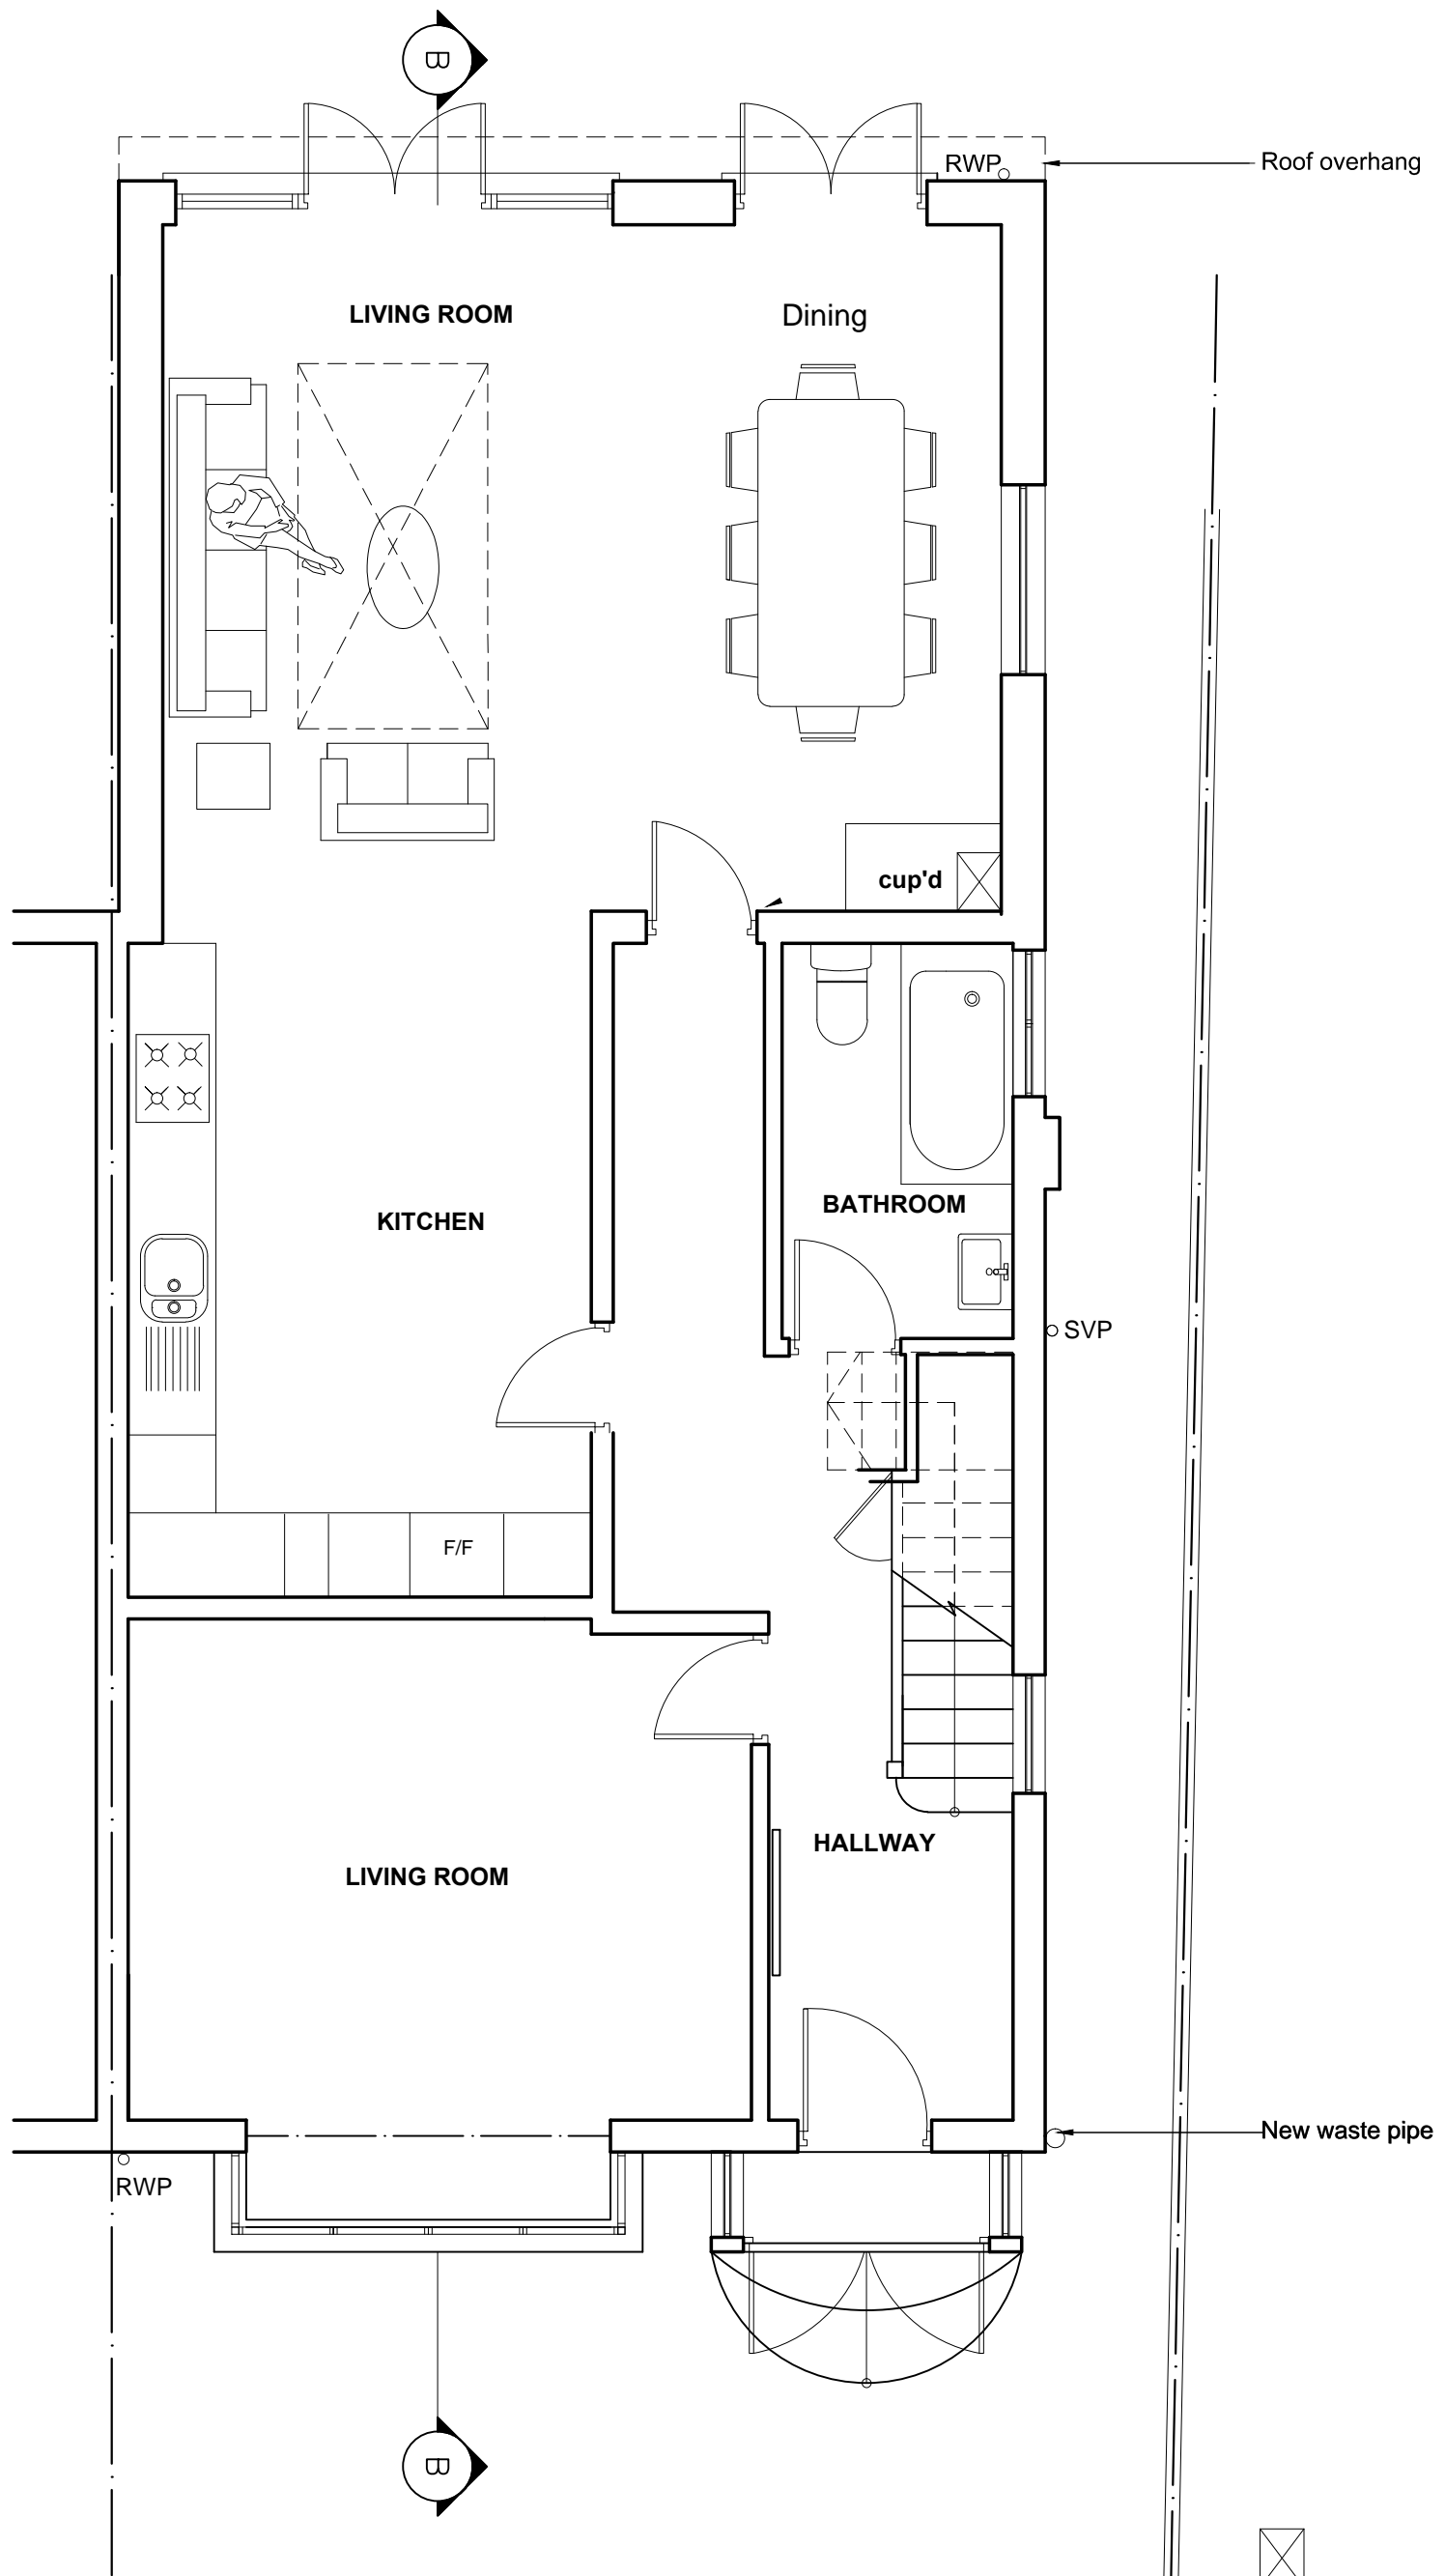 B
RWP
Roof overhang
LIVING ROOM
Dining
cup'd
BATHROOM
KITCHEN
SVP
F/F
HALLWAY
LIVING ROOM
New waste pipe
RWP
B